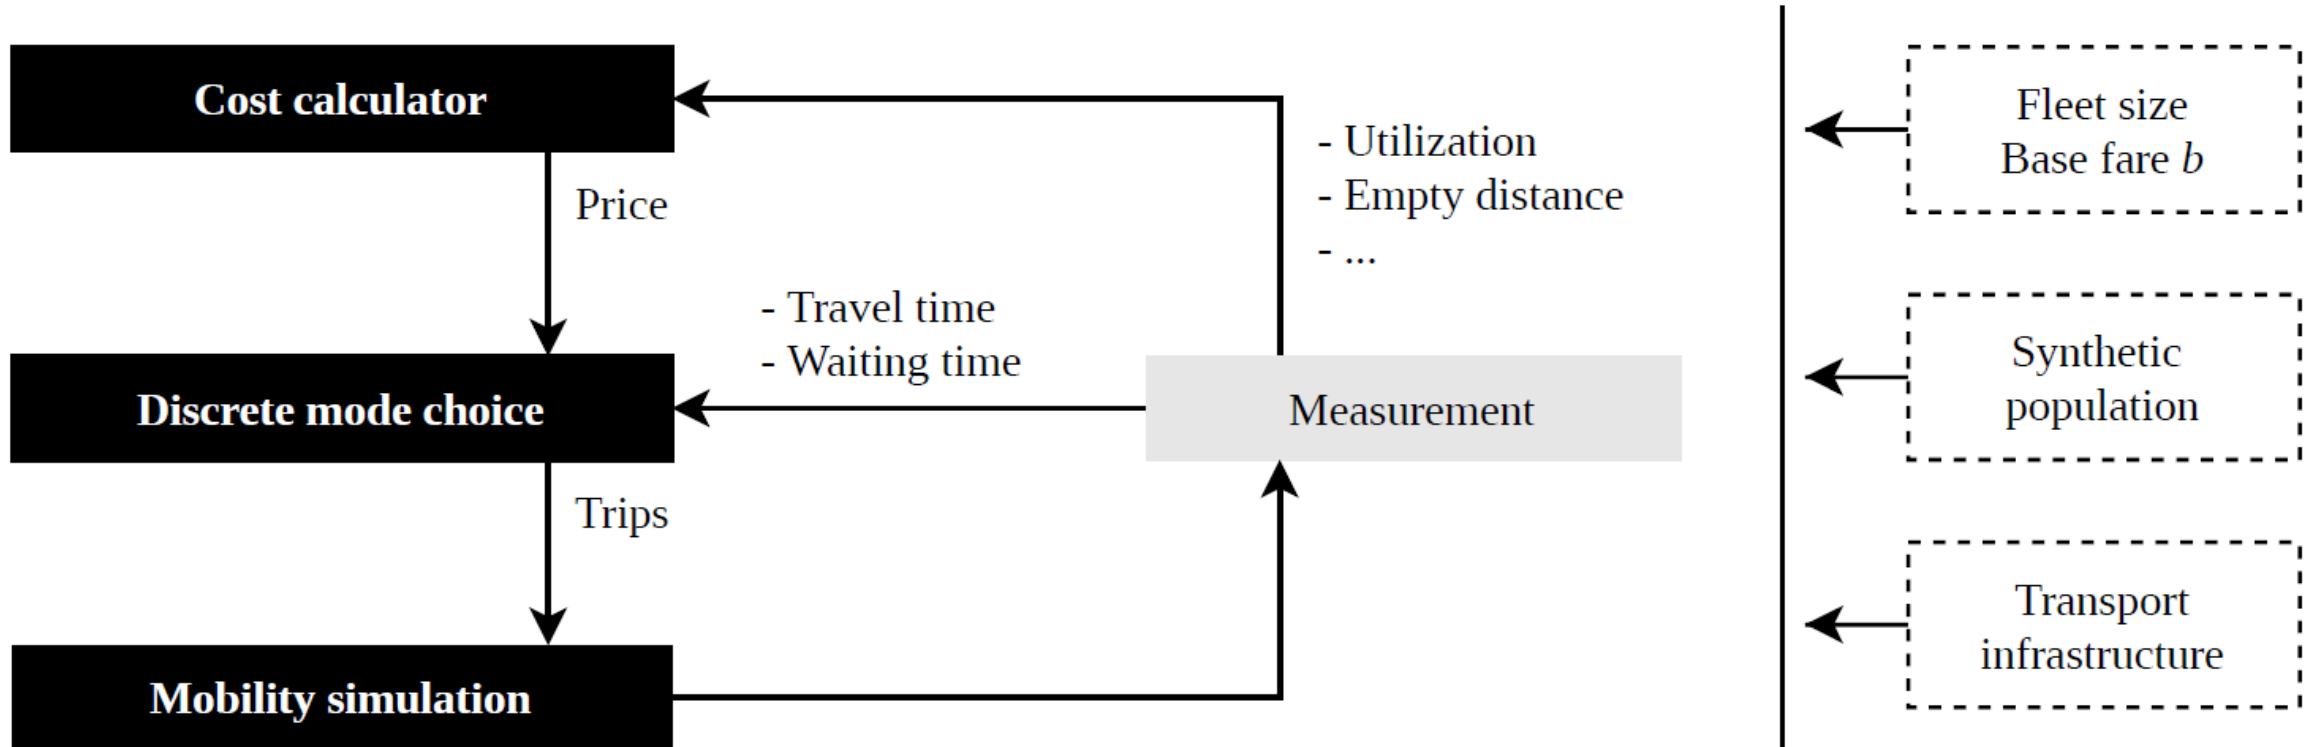 Cost calculator
Price
- Utilization
- Empty distance
- ...
- Travel time
- Waiting time
Discrete mode choice
Measurement
Trips
Mobility simulation
Fleet size
Base fare b
Synthetic
population
Transport
infrastructure